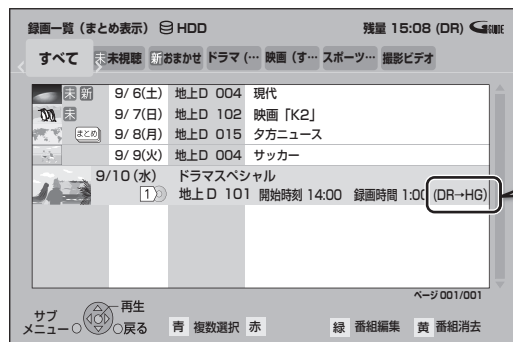 録画一覧（まとめ表示） HDD 残量 15:08 (DR) G GUIDE
すべて 未 未視聴 新 おまかせ ドラマ (… 映画 (す… スポーツ… 撮影ビデオ
未 新 9/ 6(土) 地上D 004 現代
未 9/ 7(日) 地上D 102 映画「K2」
まとめ 9/ 8(月) 地上D 015 夕方ニュース
9/ 9(火) 地上D 004 サッカー
9/10(水) ドラマスペシャル
1 地上D 101 開始時刻 14:00 録画時間 1:00 (DR→HG)
ページ 001/001
サブメニュー 再生
戻る 青 複数選択 赤 緑 番組編集 黄 番組消去